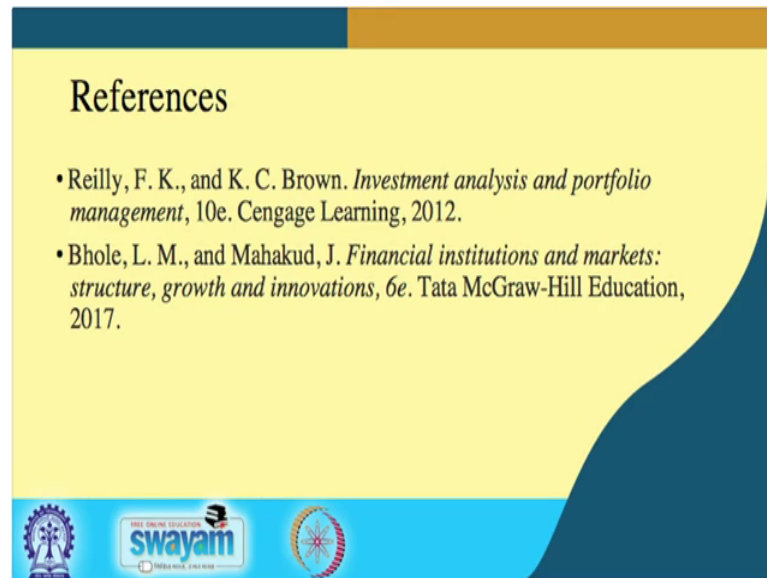 References
• Reilly, F. K., and K. C. Brown. Investment analysis and portfolio
management, 10e. Cengage Learning, 2012.
• Bhole, L. M., and Mahakud, J. Financial institutions and markets:
structure, growth and innovations, 6e. Tata McGraw-Hill Education,
2017.
FREE ONLINE EDUCATION
swayam